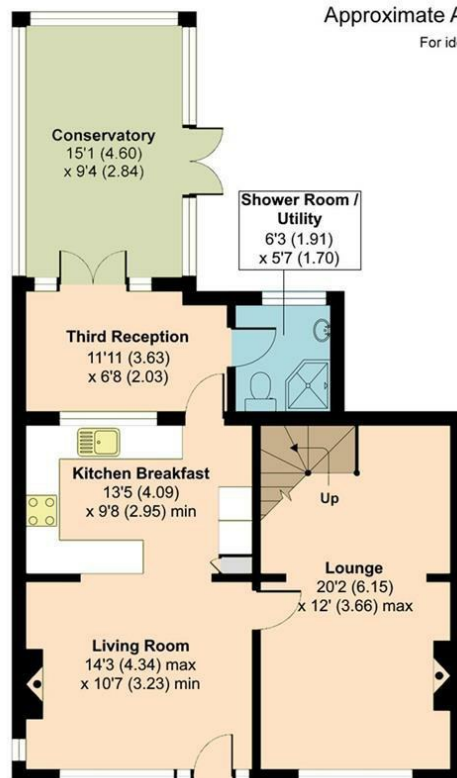 Approximate A
For id
Conservatory
15'1 (4.60)
x 9'4 (2.84)
Shower Room /
Utility
6'3 (1.91)
x 5'7 (1.70)
Third Reception
11'11 (3.63)
x 6'8 (2.03)
Kitchen Breakfast
13'5 (4.09)
x 9'8 (2.95) min
Up
Lounge
20'2 (6.15)
x 12' (3.66) max
Living Room
14'3 (4.34) max
x 10'7 (3.23) min